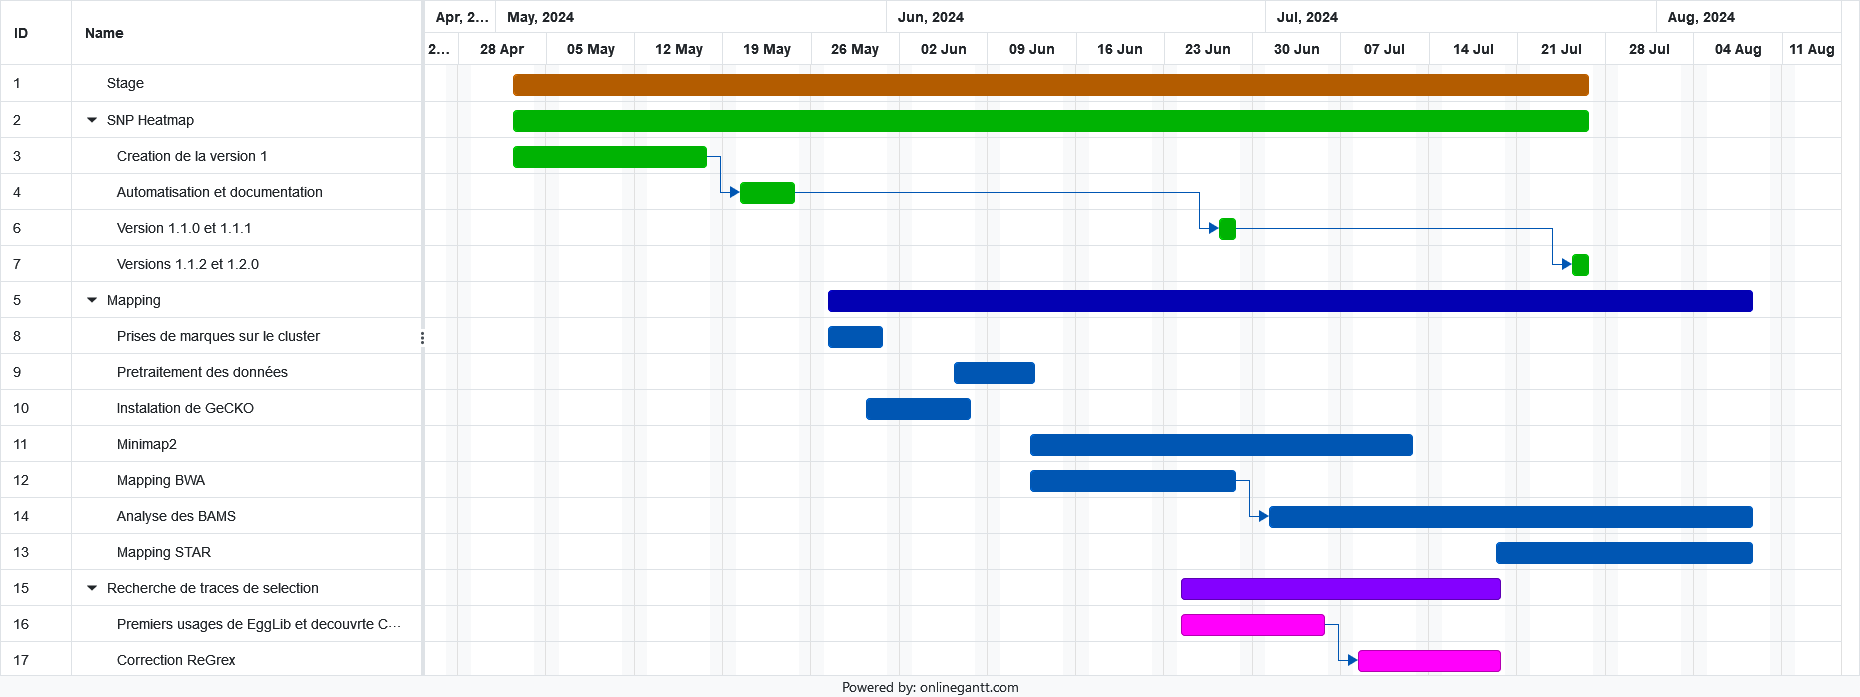 ID Name Apr, 2... May, 2024 Jun, 2024 Jul, 2024 Aug, 2024
2... 28 Apr 05 May 12 May 19 May 26 May 02 Jun 09 Jun 16 Jun 23 Jun 30 Jun 07 Jul 14 Jul 21 Jul 28 Jul 04 Aug 11 Aug
1 Stage
2 SNP Heatmap
3 Creation de la version 1
4 Automatisation et documentation
6 Version 1.1.0 et 1.1.1
7 Versions 1.1.2 et 1.2.0
5 Mapping
8 Prises de marques sur le cluster
9 Pretraitement des données
10 Instalation de GeCKO
11 Minimap2
12 Mapping BWA
14 Analyse des BAMS
13 Mapping STAR
15 Recherche de traces de selection
16 Premiers usages de EggLib et decouvrte C...
17 Correction ReGrex
Powered by: onlinegantt.com